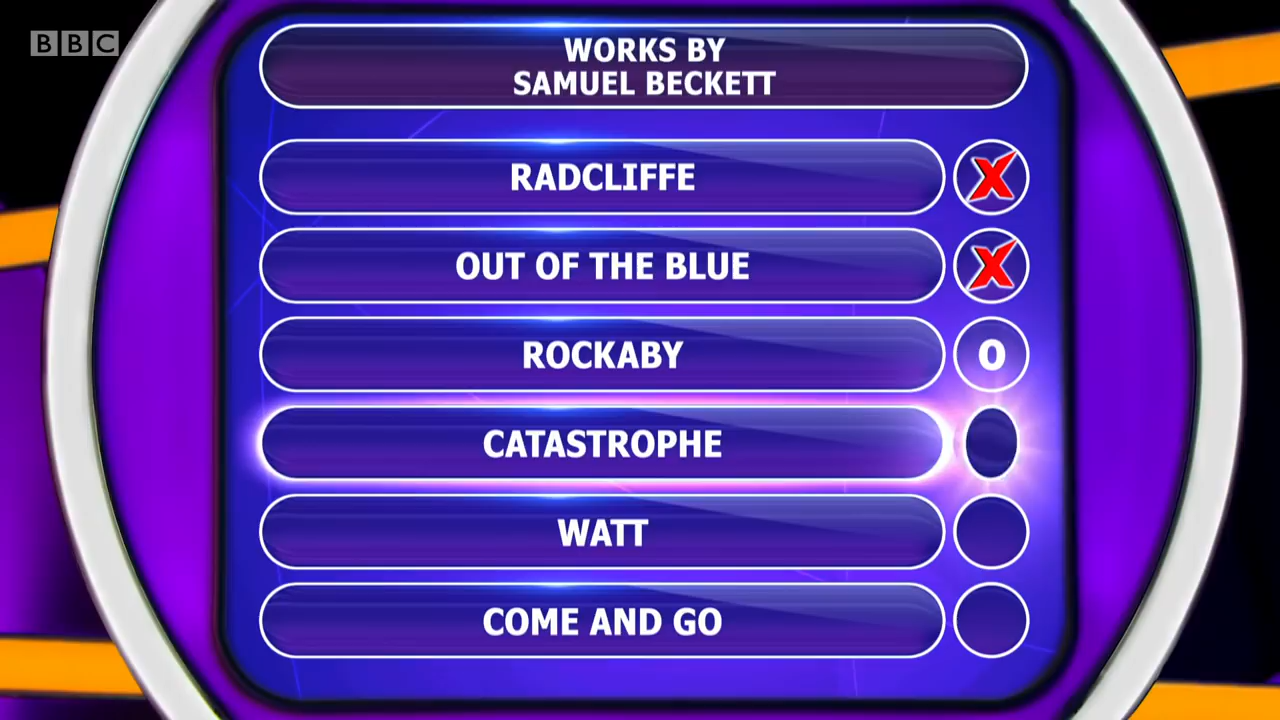 BBC
WORKS BY
SAMUEL BECKETT
RADCLIFFE X
OUT OF THE BLUE X
ROCKABY 0
CATASTROPHE
WATT
COME AND GO